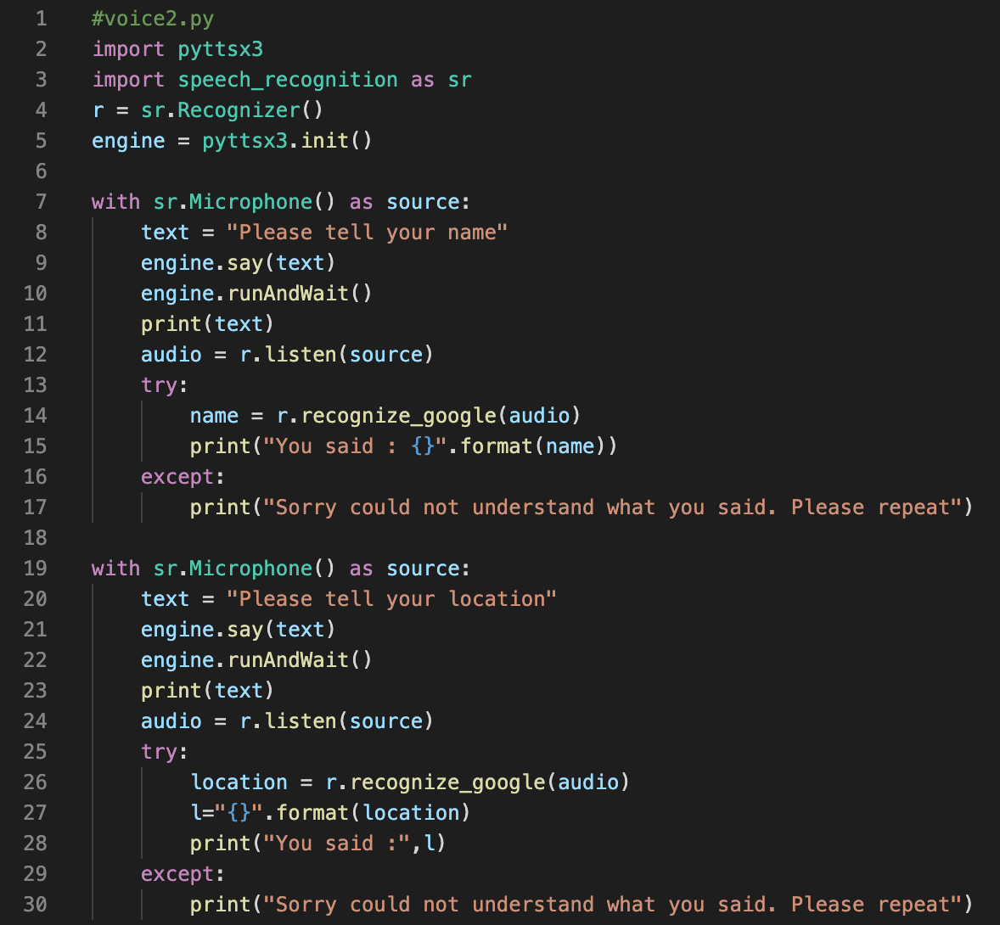 1 #voice2.py
2 import pyttsx3
3 import speech_recognition as sr
4 r = sr.Recognizer()
5 engine = pyttsx3.init()
6
7 with sr.Microphone() as source:
8     text = "Please tell your name"
9     engine.say(text)
10     engine.runAndWait()
11     print(text)
12     audio = r.listen(source)
13     try:
14         name = r.recognize_google(audio)
15         print("You said : {}".format(name))
16     except:
17         print("Sorry could not understand what you said. Please repeat")
18
19 with sr.Microphone() as source:
20     text = "Please tell your location"
21     engine.say(text)
22     engine.runAndWait()
23     print(text)
24     audio = r.listen(source)
25     try:
26         location = r.recognize_google(audio)
27         l="{}".format(location)
28         print("You said :",l)
29     except:
30         print("Sorry could not understand what you said. Please repeat")